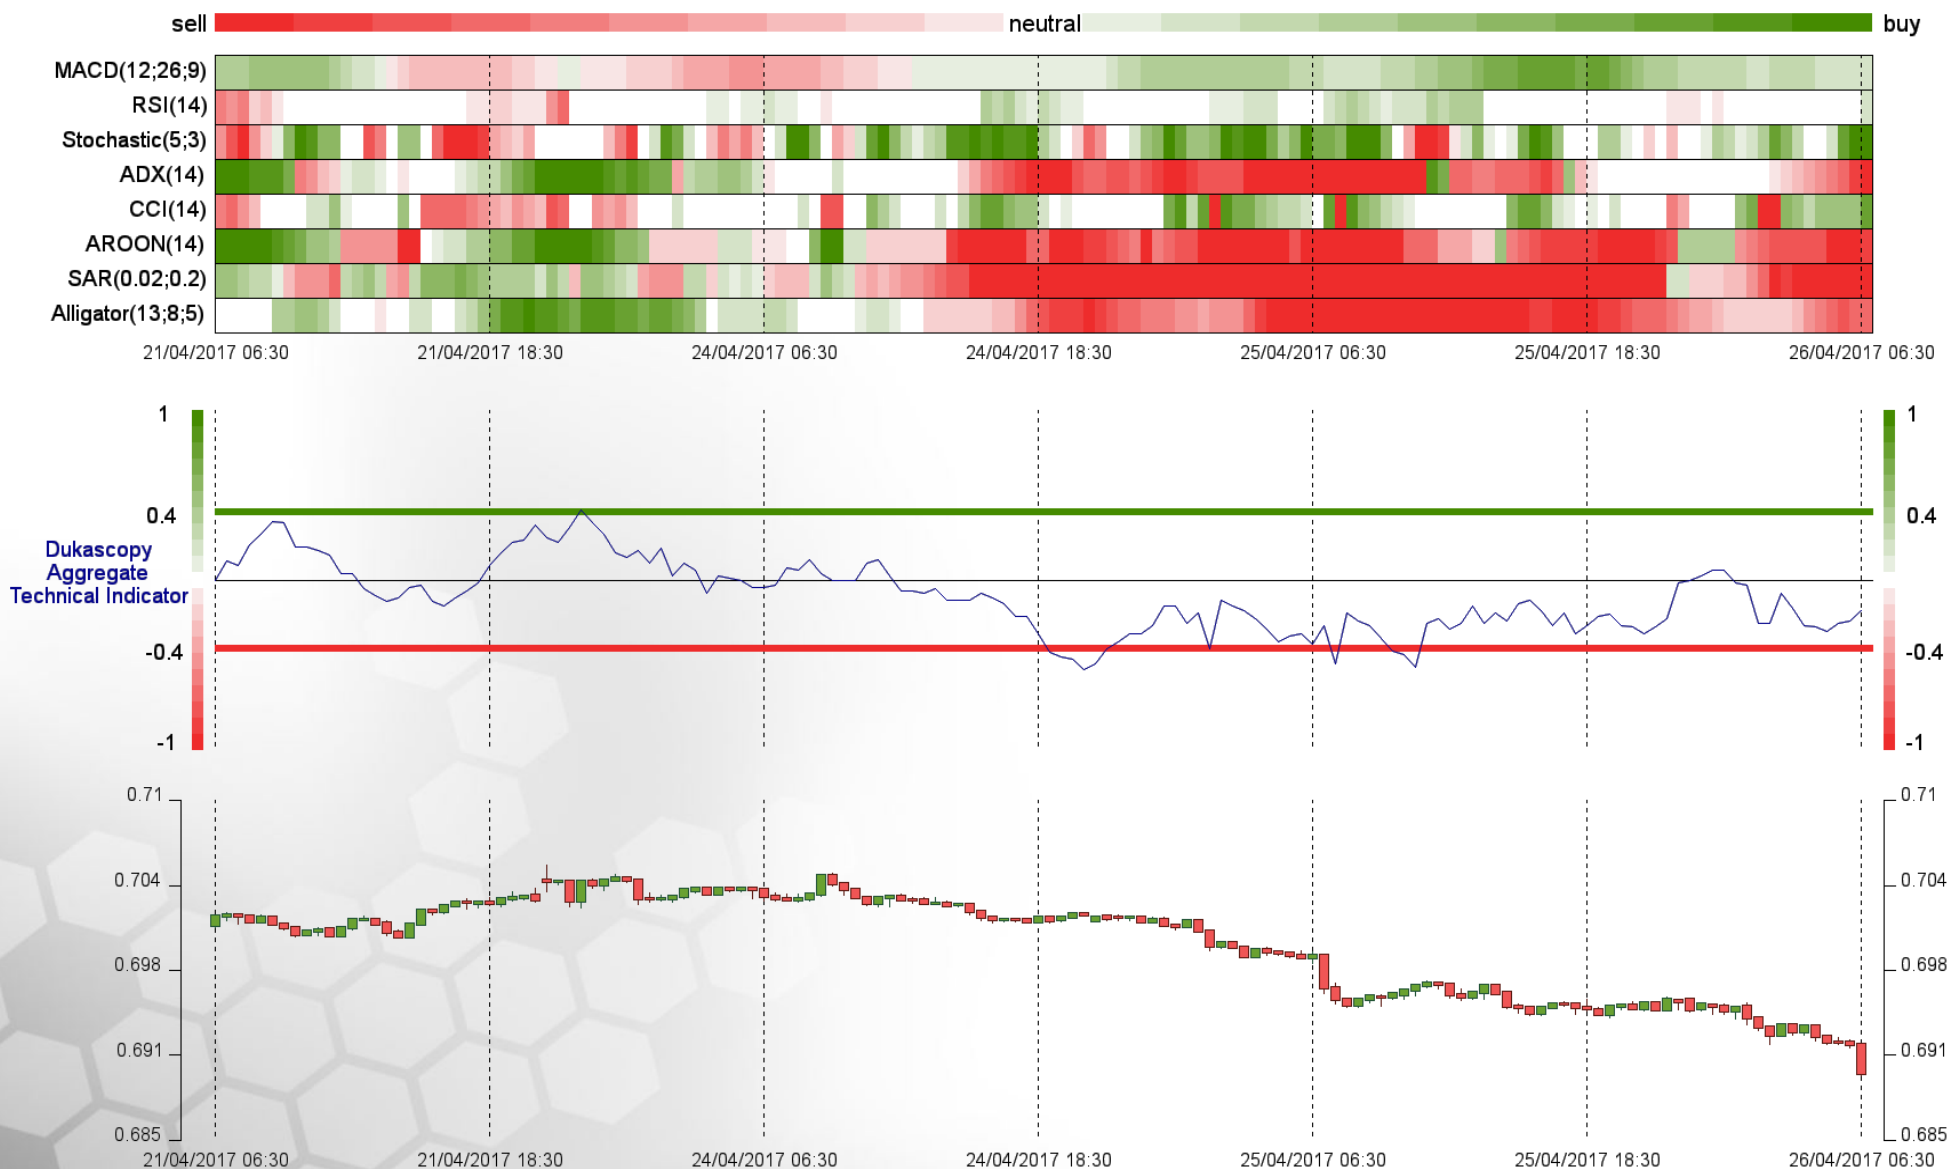 sell neutral buy
MACD(12;26;9)
RSI(14)
Stochastic(5;3)
ADX(14)
CCI(14)
AROON(14)
SAR(0.02;0.2)
Alligator(13;8;5)
21/04/2017 06:30 21/04/2017 18:30 24/04/2017 06:30 24/04/2017 18:30 25/04/2017 06:30 25/04/2017 18:30 26/04/2017 06:30
1 1
0.4 0.4
Dukascopy
Aggregate
Technical Indicator
-0.4 -0.4
-1 -1
0.71 0.71
0.704 0.704
0.698 0.698
0.691 0.691
0.685 0.685
21/04/2017 06:30 21/04/2017 18:30 24/04/2017 06:30 24/04/2017 18:30 25/04/2017 06:30 25/04/2017 18:30 26/04/2017 06:30